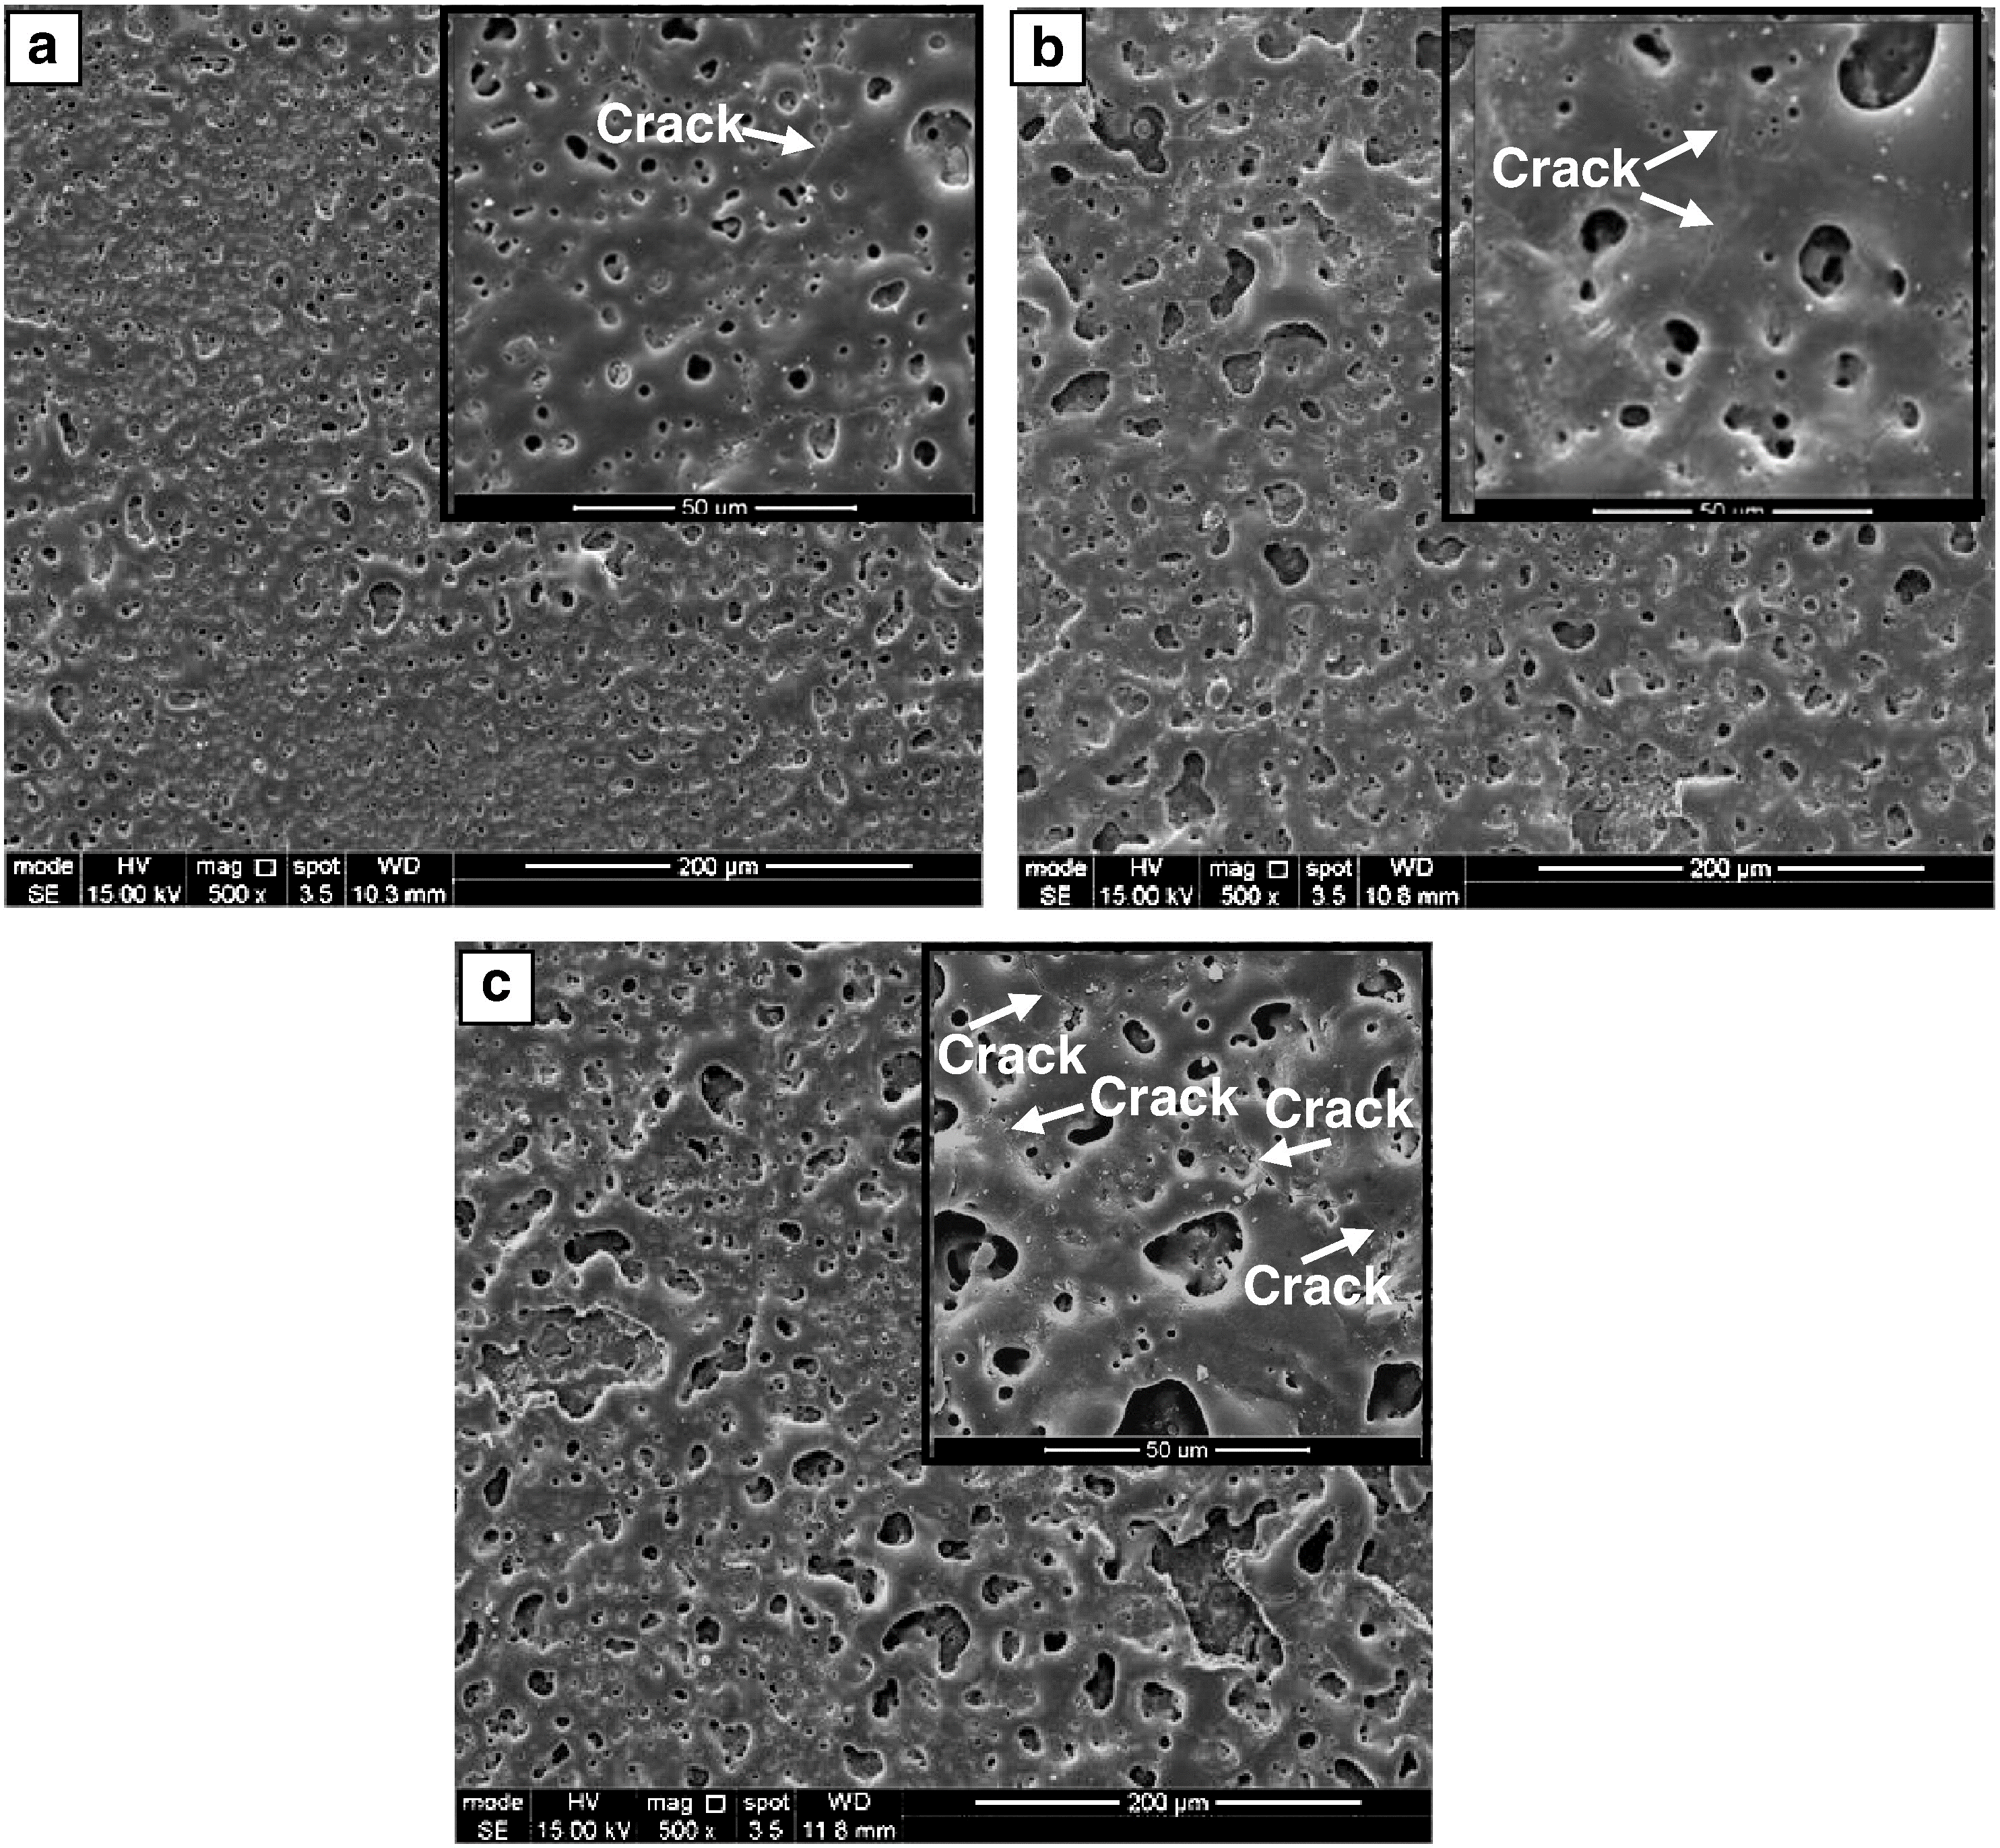 a
Crack
50 um
mode HV mag spot WD 200 µm
SE 15.00 kV 500 x 3.5 10.3 mm
b
Crack
50 um
mode HV mag spot WD 200 µm
SE 15.00 kV 500 x 3.5 10.8 mm
c
Crack
Crack
Crack
Crack
50 um
mode HV mag spot WD 200 µm
SE 15.00 kV 500 x 3.5 11.8 mm